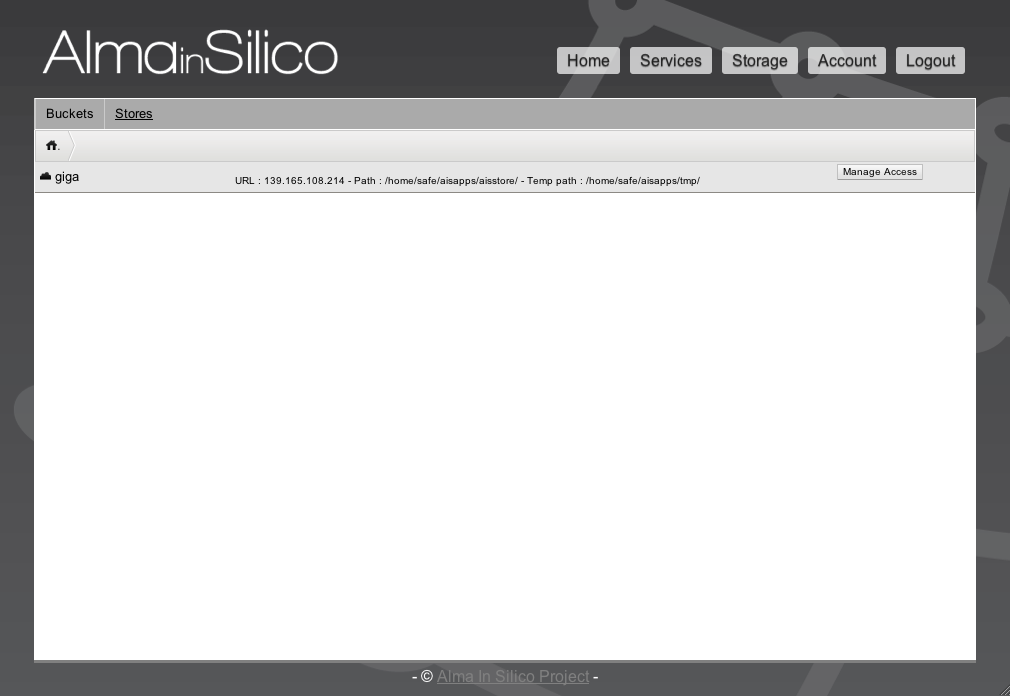 AlmainSilico
Home Services Storage Account Logout
Buckets Stores
.
giga URL : 139.165.108.214 - Path : /home/safe/aisapps/aisstore/ - Temp path : /home/safe/aisapps/tmp/ Manage Access
- © Alma In Silico Project -